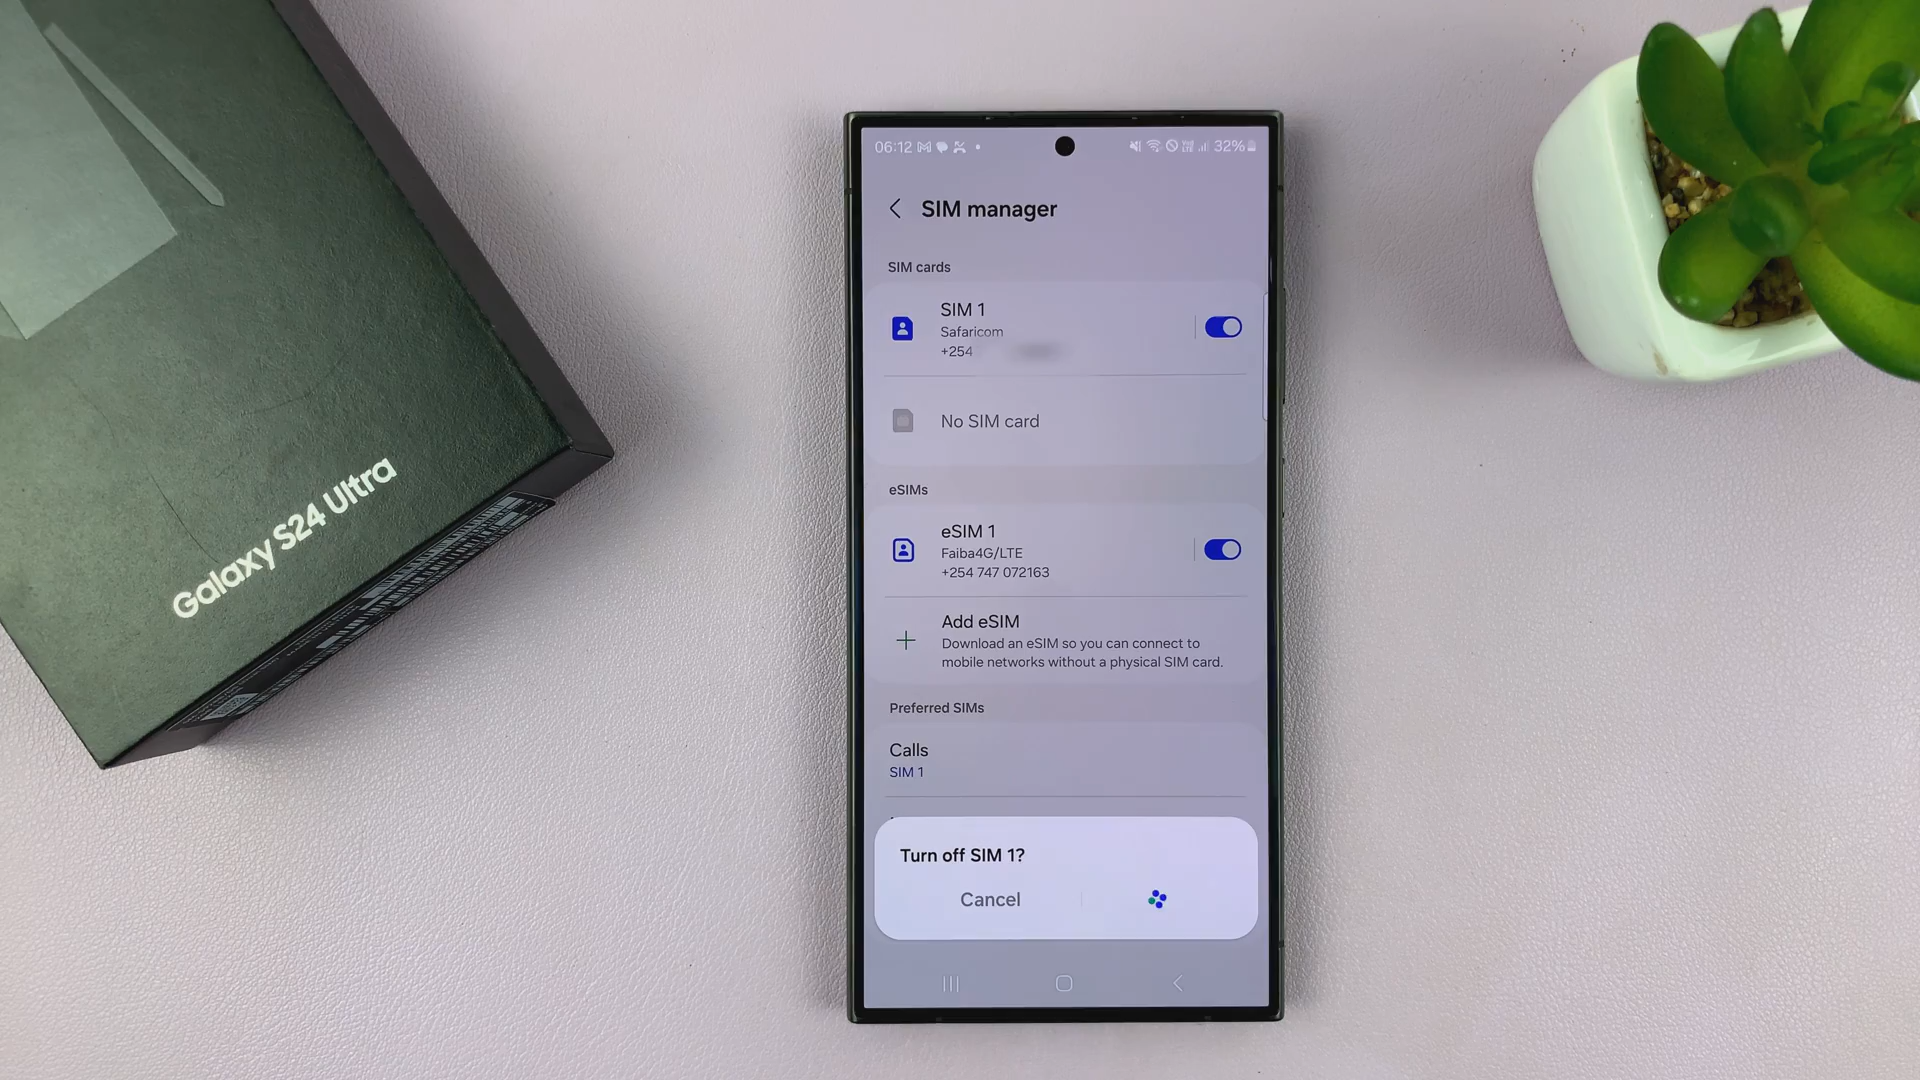 Galaxy S24 Ultra
06:12
32%
SIM manager
SIM cards
SIM 1
Safaricom
+254
No SIM card
eSIMs
eSIM 1
Faiba4G/LTE
+254 747 072163
Add eSIM
Download an eSIM so you can connect to
mobile networks without a physical SIM card.
Preferred SIMs
Calls
SIM 1
Turn off SIM 1?
Cancel